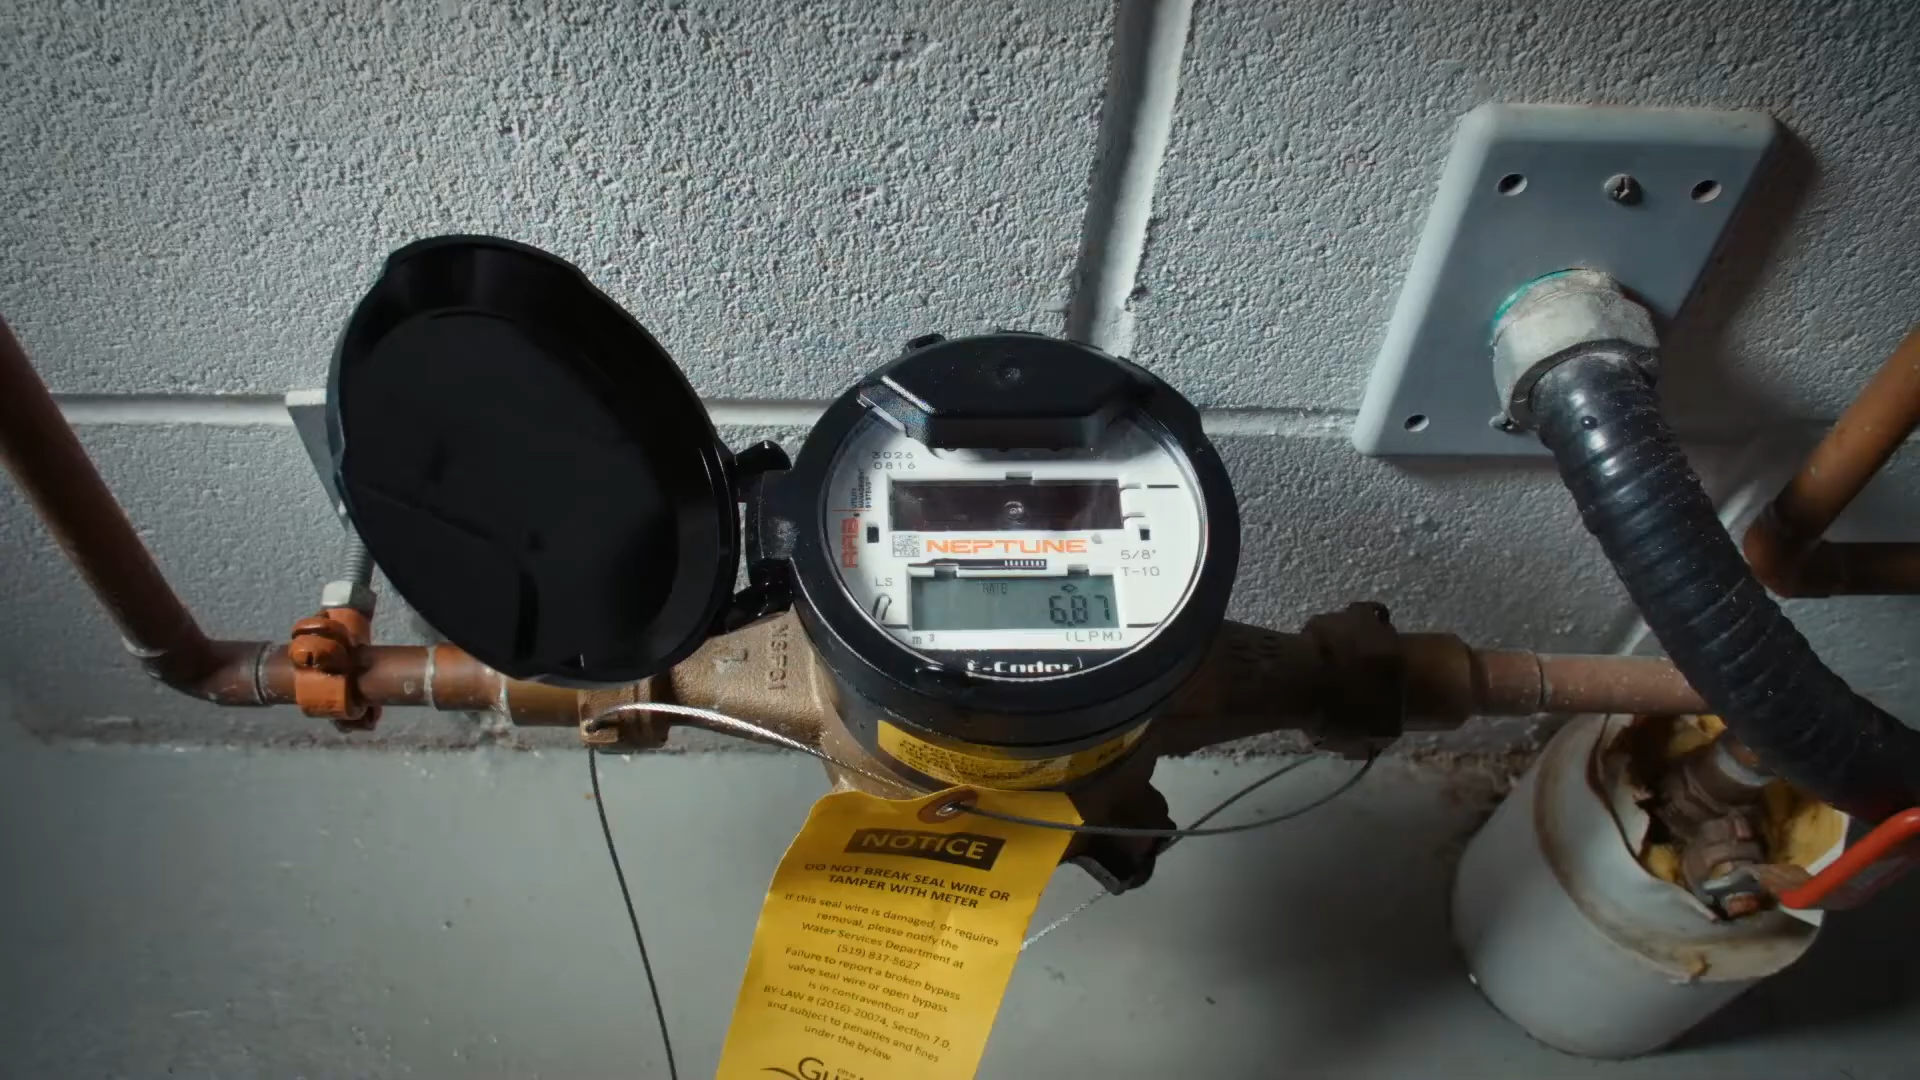 3026
0816
RAB
NEPTUNE
5/8"
T-10
LS
RATE
6.87
m³
(LPM)
E-Coder)
NOTICE
DO NOT BREAK SEAL WIRE OR
TAMPER WITH METER
If this seal wire is damaged, or requires
removal, please notify the
Water Services Department at
(519) 837-5627
Failure to report a broken bypass
valve seal wire or open bypass
is in contravention of
BY-LAW # (2016)-20074, Section 7.0,
and subject to penalties and fines
under the by-law.